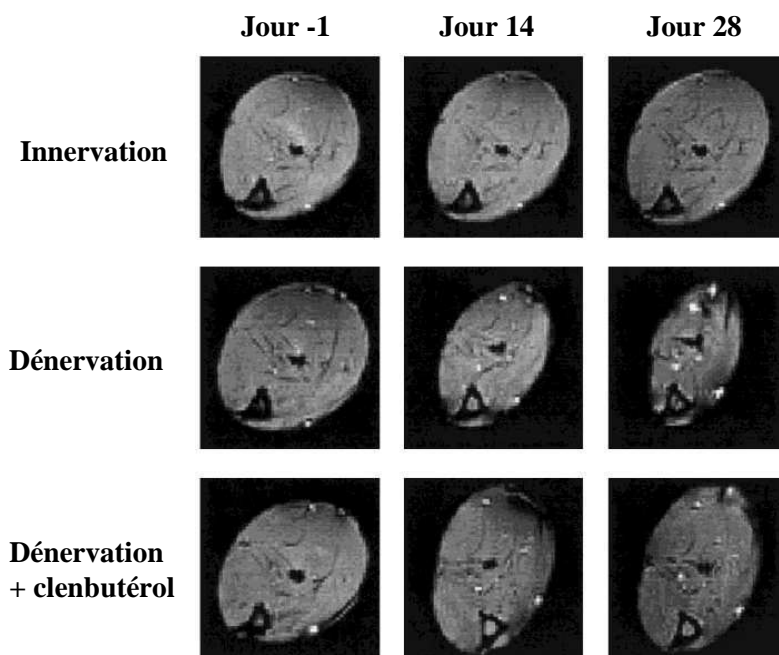 Jour -1 Jour 14 Jour 28
Innervation
Dénervation
Dénervation
+ clenbutérol